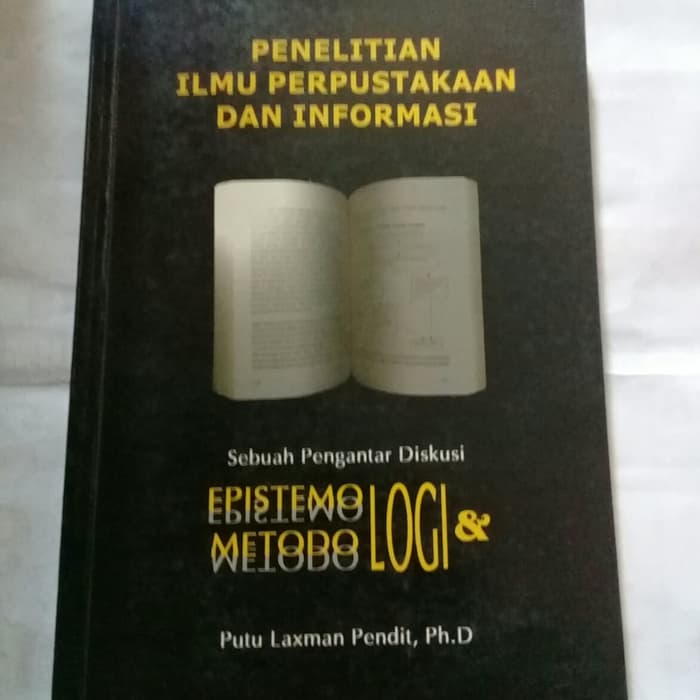 PENELITIAN
ILMU PERPUSTAKAAN
DAN INFORMASI
Sebuah Pengantar Diskusi
EPISTEMO
METODO LOGI &
Putu Laxman Pendit, Ph.D